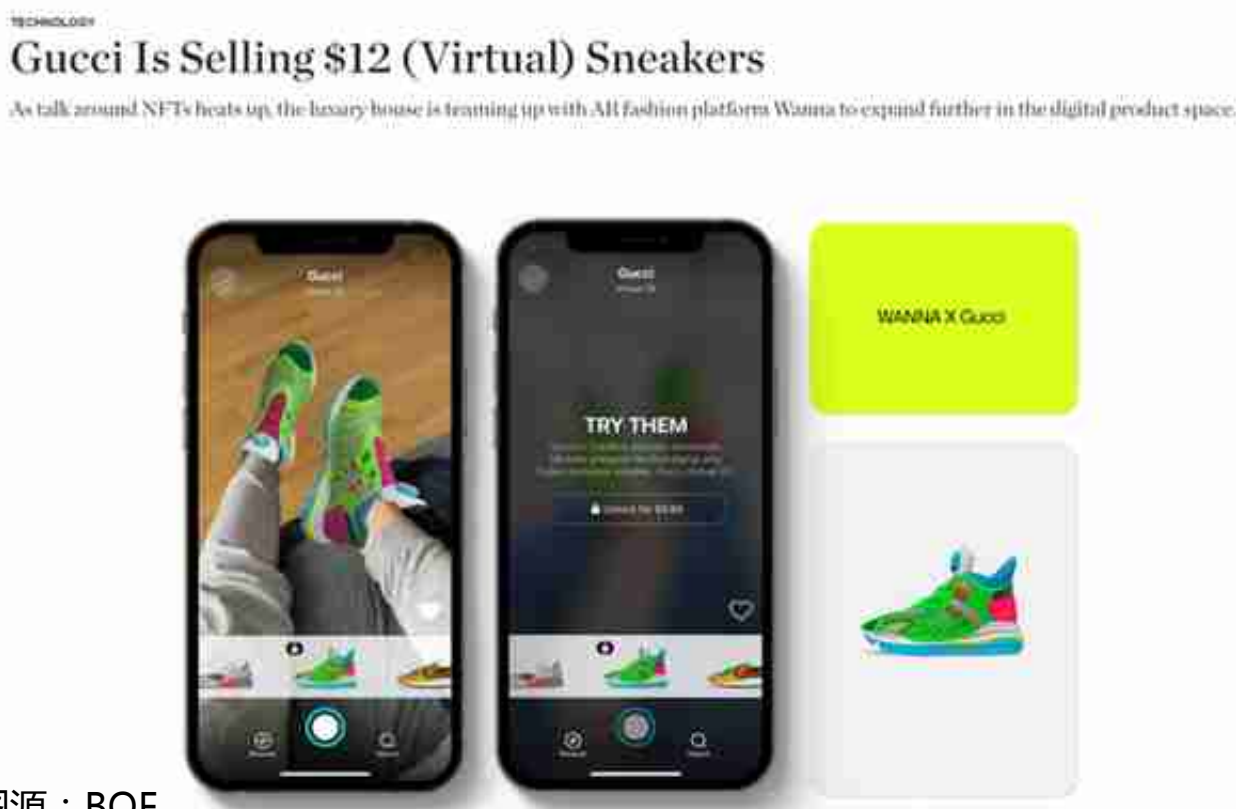 TECHNOLOGY
Gucci Is Selling $12 (Virtual) Sneakers
As talk around NFTs heats up, the luxury house is teaming up with AR fashion platform Wanna to expand further in the digital product space.
Gucci
Gucci
WANNA X Gucci
TRY THEM
源：BOF